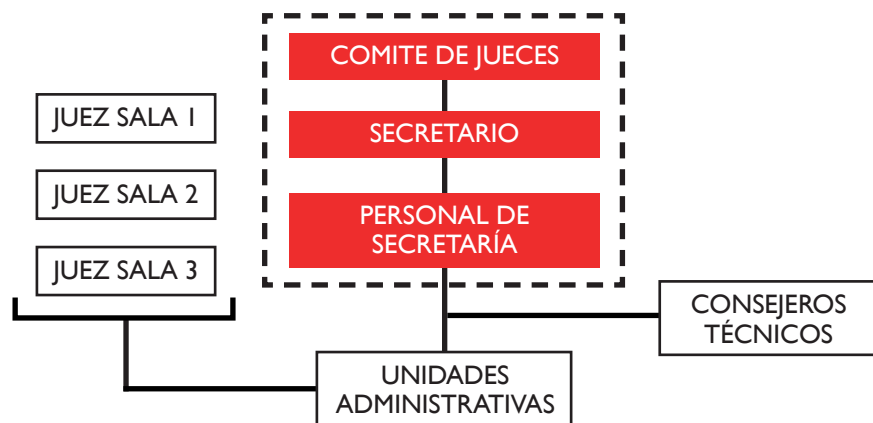 COMITE DE JUECES
SECRETARIO
PERSONAL DE
SECRETARÍA
JUEZ SALA 1
JUEZ SALA 2
JUEZ SALA 3
CONSEJEROS
TÉCNICOS
UNIDADES
ADMINISTRATIVAS